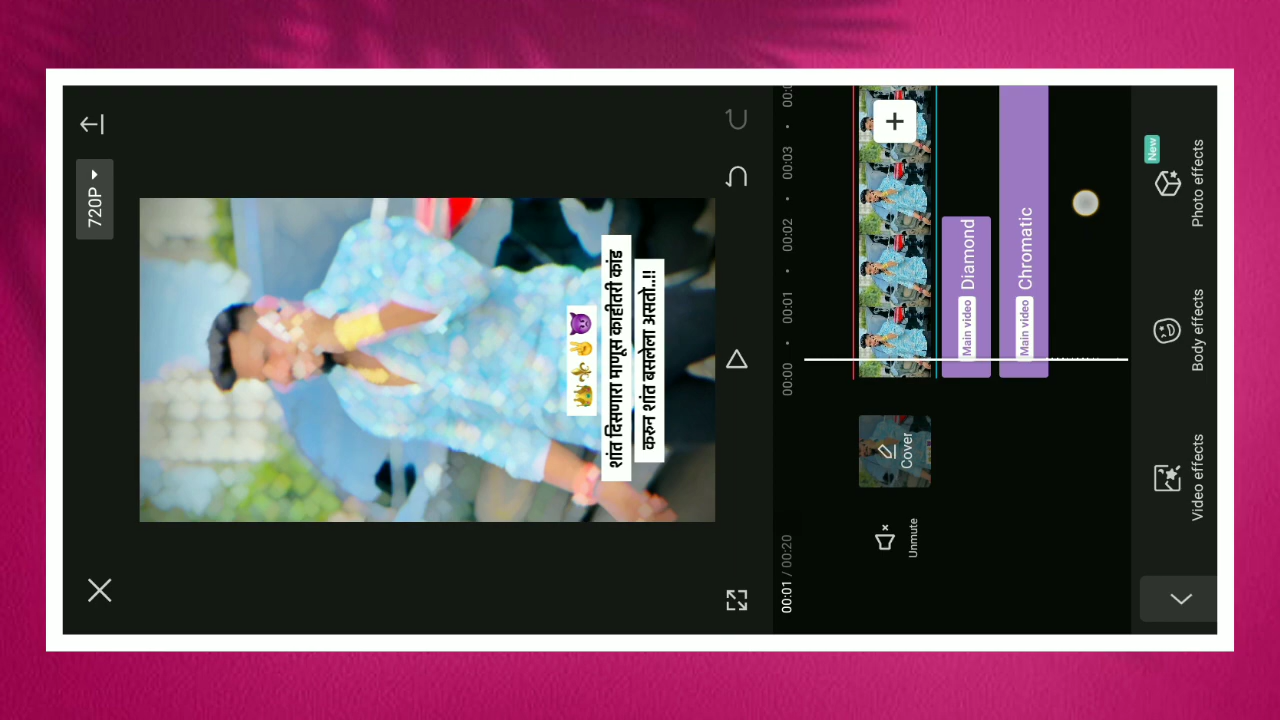 720P
शांत दिसणारा माणूस काहीतरी कांड
करुन शांत बसलेला असतो..!!
00:01 / 00:20
00:00
00:01
00:02
00:03
Unmute
Cover
Main video Diamond
Main video Chromatic
Video effects
Body effects
Photo effects
New